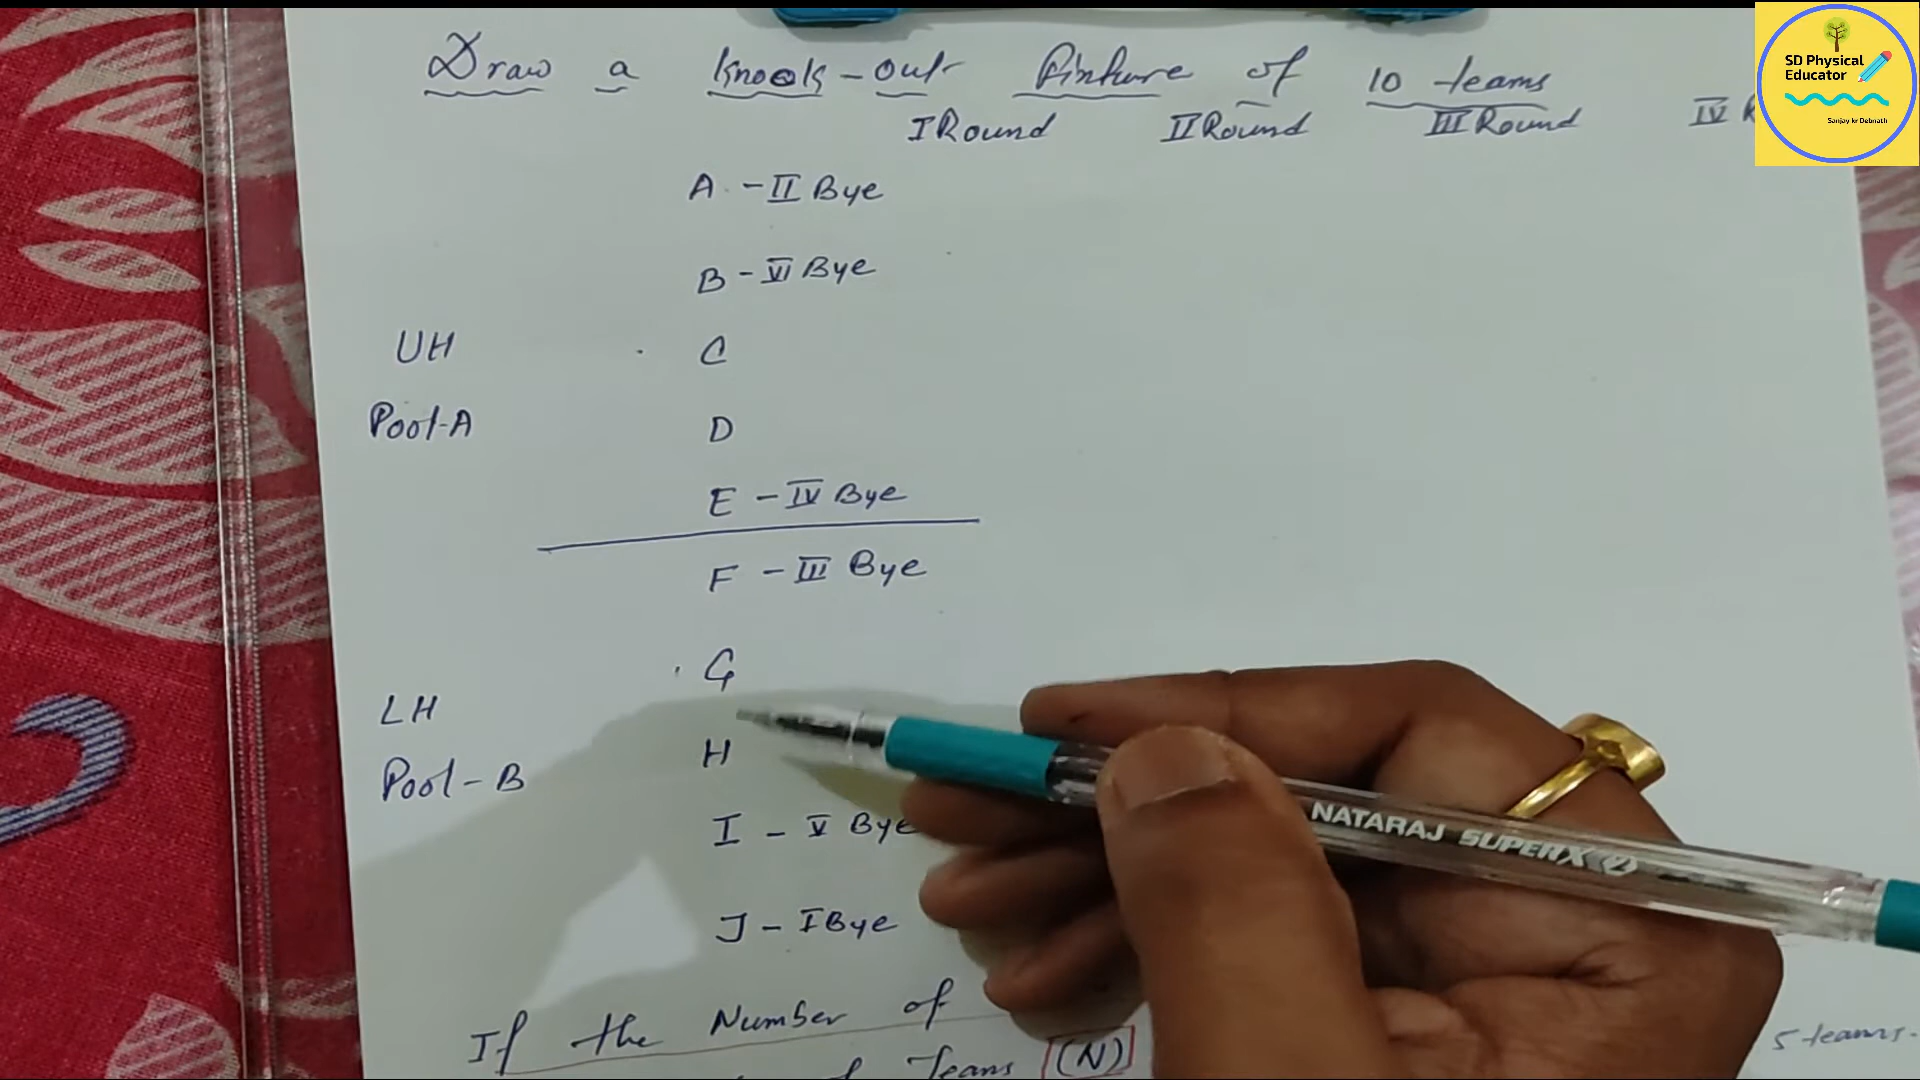 Draw a Knock-out Fixture of 10 teams
I Round II Round III Round IV R
A - II Bye
B - VI Bye
UH C
Pool-A D
E - IV Bye
F - III Bye
G
LH
H
Pool-B
I - V Bye
J - I Bye
If the Number of
Teams (N)
5 teams.
SD Physical
Educator
Sanjay kr Debnath
NATARAJ SUPERX